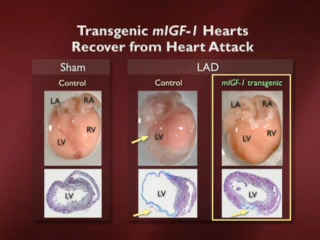 Transgenic mIGF-1 Hearts
Recover from Heart Attack
Sham
LAD
Control
Control
mIGF-1 transgenic
LA
RA
RV
LV
LV
LA
RA
RV
LV
LV
LV
LV